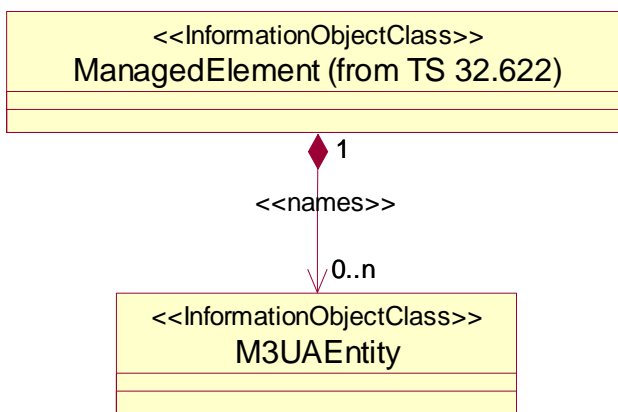 <<InformationObjectClass>>
ManagedElement (from TS 32.622)
1
<<names>>
0..n
<<InformationObjectClass>>
M3UAEntity